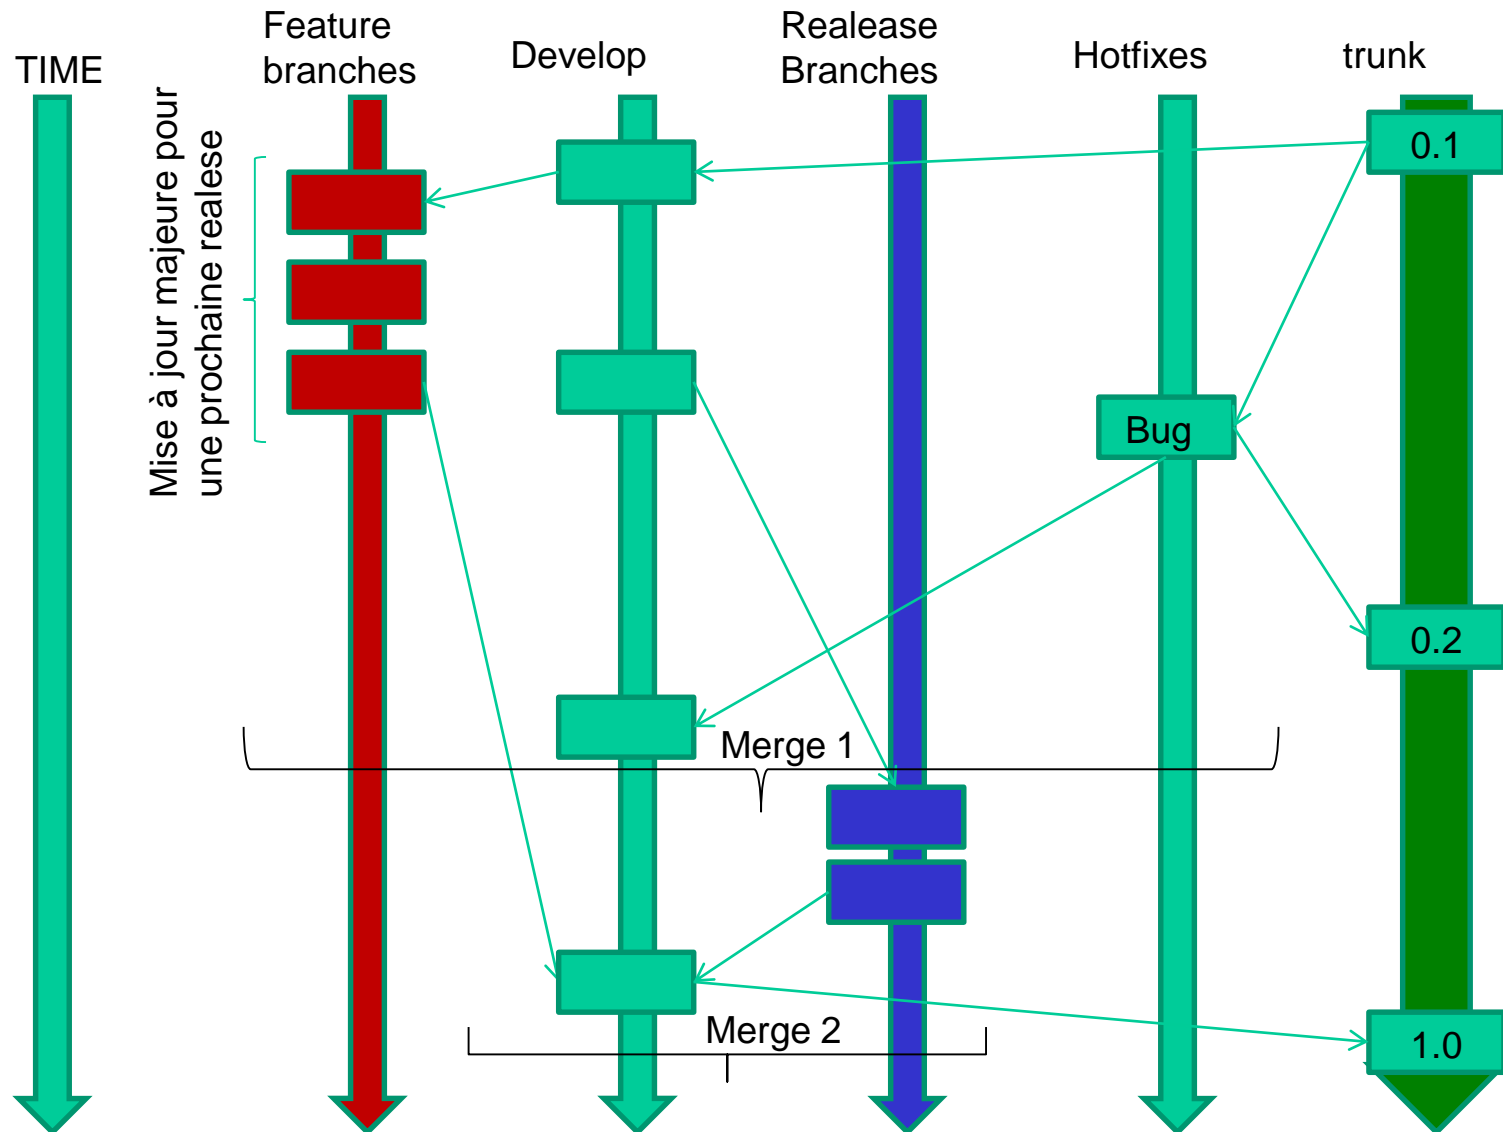 TIME
Feature
branches
Develop
Realease
Branches
Hotfixes
trunk
Mise à jour majeure pour
une prochaine realese
0.1
Bug
0.2
Merge 1
Merge 2
1.0